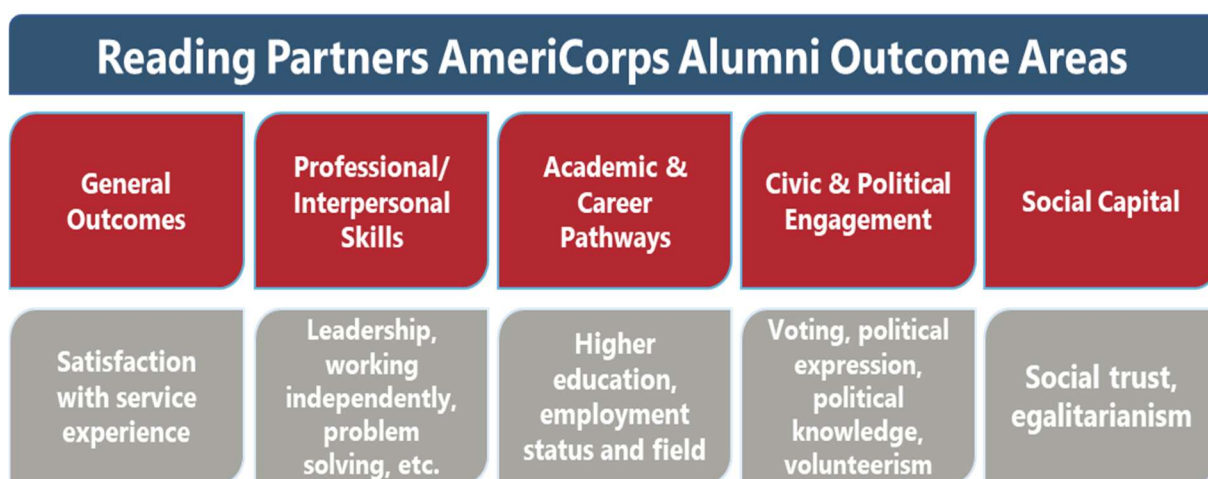 Reading Partners AmeriCorps Alumni Outcome Areas
General
Outcomes
Professional/
Interpersonal
Skills
Academic &
Career
Pathways
Civic & Political
Engagement
Social Capital
Satisfaction
with service
experience
Leadership,
working
independently,
problem
solving, etc.
Higher
education,
employment
status and field
Voting, political
expression,
political
knowledge,
volunteerism
Social trust,
egalitarianism